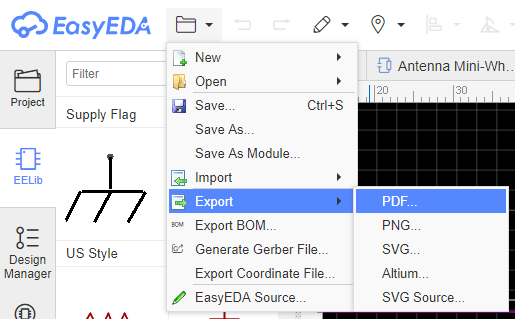 EasyEDA
Project
EELib
Design
Manager
Filter
Supply Flag
US Style
New
Open
Save... Ctrl+S
Save As...
Save As Module...
Import
Export
BOM Export BOM...
Generate Gerber File...
Export Coordinate File...
EasyEDA Source...
PDF...
PNG...
SVG...
Altium...
SVG Source...
Antenna Mini-Wh...
20 30